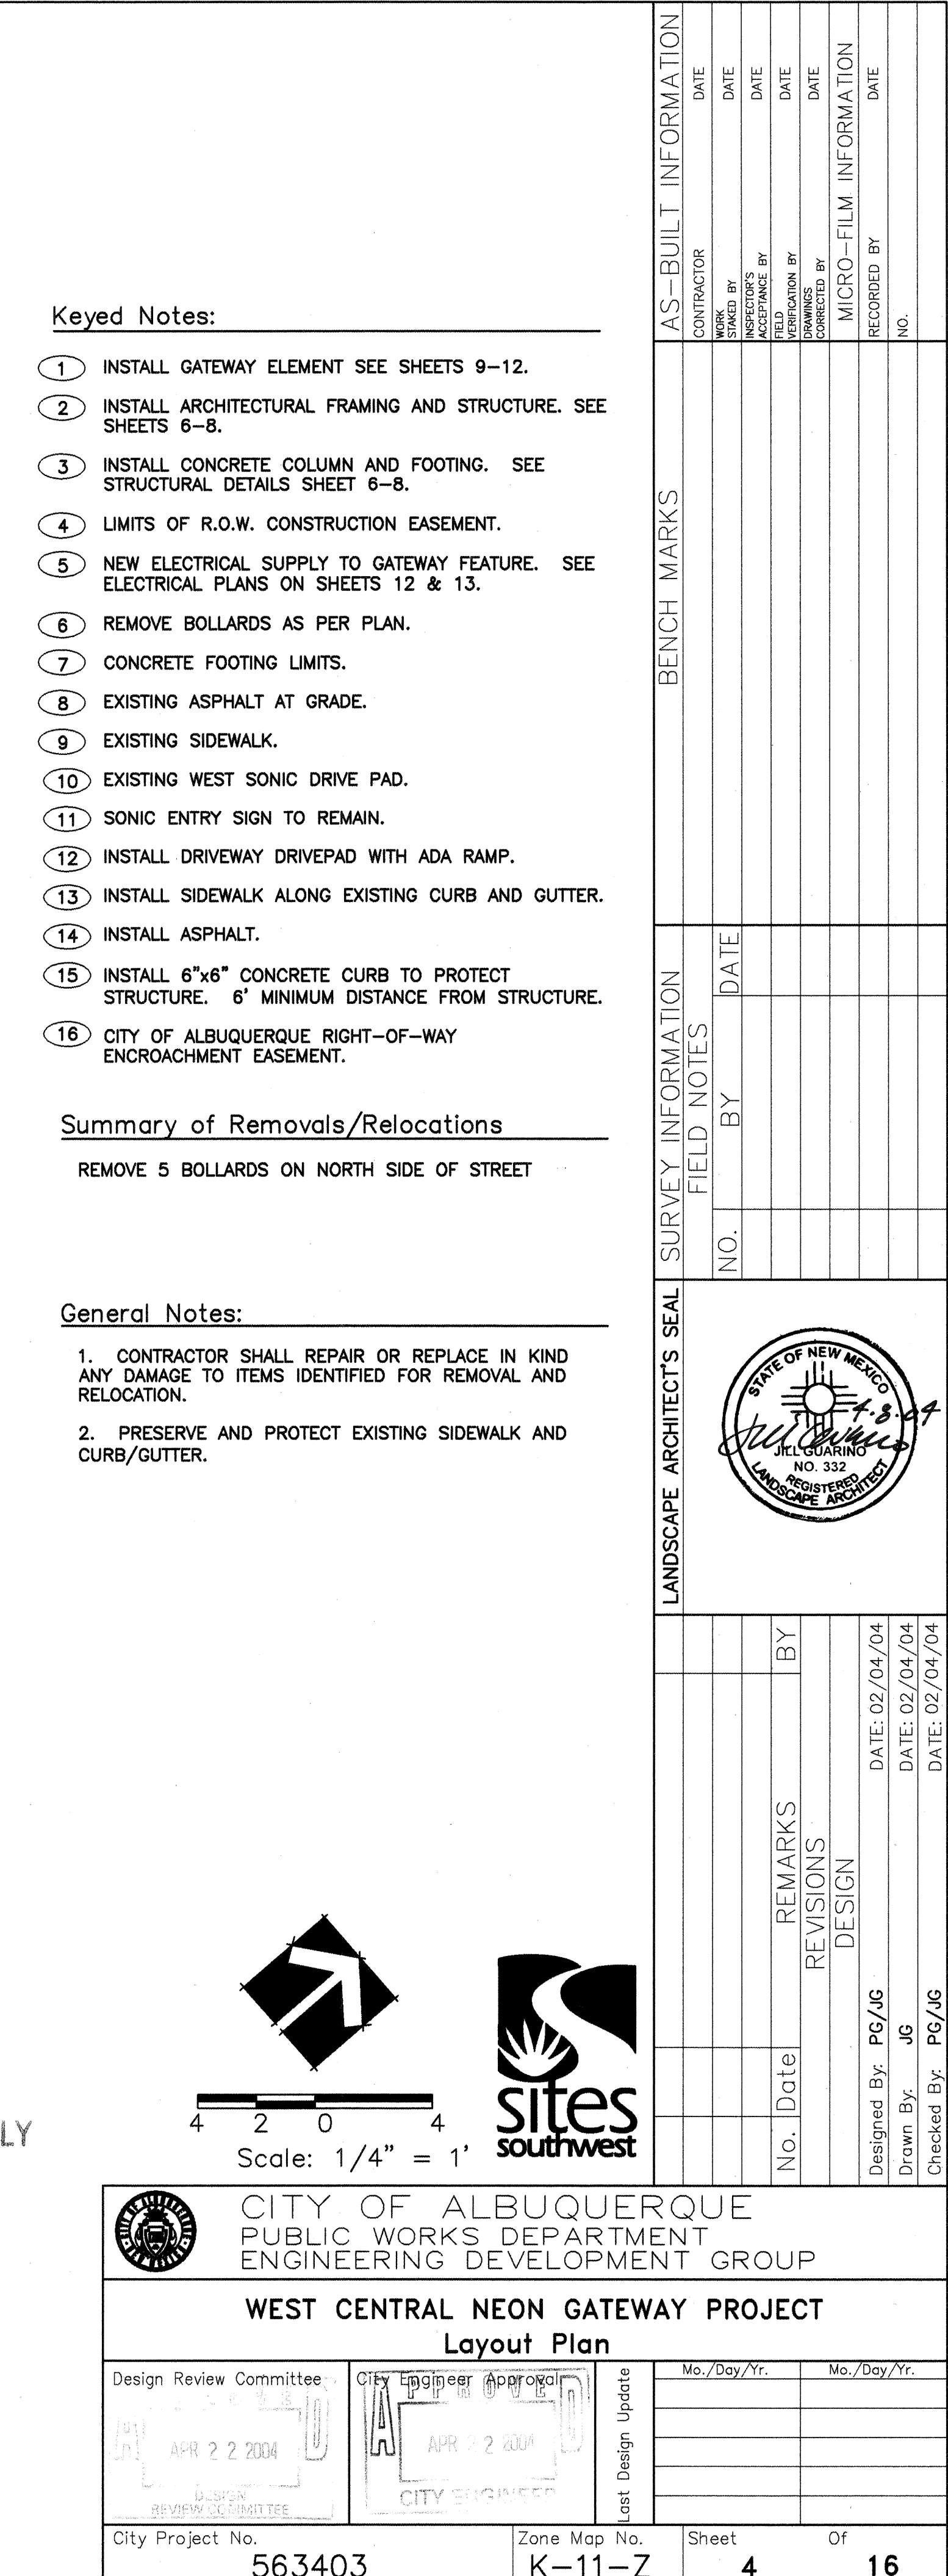 Keyed Notes:
1 INSTALL GATEWAY ELEMENT SEE SHEETS 9-12.
2 INSTALL ARCHITECTURAL FRAMING AND STRUCTURE. SEE
SHEETS 6-8.
3 INSTALL CONCRETE COLUMN AND FOOTING. SEE
STRUCTURAL DETAILS SHEET 6-8.
4 LIMITS OF R.O.W. CONSTRUCTION EASEMENT.
5 NEW ELECTRICAL SUPPLY TO GATEWAY FEATURE. SEE
ELECTRICAL PLANS ON SHEETS 12 & 13.
6 REMOVE BOLLARDS AS PER PLAN.
7 CONCRETE FOOTING LIMITS.
8 EXISTING ASPHALT AT GRADE.
9 EXISTING SIDEWALK.
10 EXISTING WEST SONIC DRIVE PAD.
11 SONIC ENTRY SIGN TO REMAIN.
12 INSTALL DRIVEWAY DRIVEPAD WITH ADA RAMP.
13 INSTALL SIDEWALK ALONG EXISTING CURB AND GUTTER.
14 INSTALL ASPHALT.
15 INSTALL 6"x6" CONCRETE CURB TO PROTECT
STRUCTURE. 6' MINIMUM DISTANCE FROM STRUCTURE.
16 CITY OF ALBUQUERQUE RIGHT-OF-WAY
ENCROACHMENT EASEMENT.
Summary of Removals/Relocations
REMOVE 5 BOLLARDS ON NORTH SIDE OF STREET
General Notes:
1. CONTRACTOR SHALL REPAIR OR REPLACE IN KIND
ANY DAMAGE TO ITEMS IDENTIFIED FOR REMOVAL AND
RELOCATION.
2. PRESERVE AND PROTECT EXISTING SIDEWALK AND
CURB/GUTTER.
LY
4 2 0 4
Scale: 1/4" = 1'
sites
southwest
AS-BUILT INFORMATION
CONTRACTOR DATE
WORK
STAKED BY DATE
INSPECTOR'S
ACCEPTANCE BY DATE
FIELD
VERIFICATION BY DATE
DRAWINGS
CORRECTED BY DATE
MICRO-FILM INFORMATION
RECORDED BY DATE
NO.
BENCH MARKS
SURVEY INFORMATION
FIELD NOTES
NO. BY DATE
LANDSCAPE ARCHITECT'S SEAL
STATE OF NEW MEXICO
4.8.04
JILL GUARINO
NO. 332
REGISTERED
LANDSCAPE ARCHITECT
No. Date REMARKS BY
REVISIONS
DESIGN
Designed By: PG/JG DATE: 02/04/04
Drawn By: JG DATE: 02/04/04
Checked By: PG/JG DATE: 02/04/04
CITY OF ALBUQUERQUE
PUBLIC WORKS DEPARTMENT
ENGINEERING DEVELOPMENT GROUP
WEST CENTRAL NEON GATEWAY PROJECT
Layout Plan
Design Review Committee
APR 22 2004
DESIGN
REVIEW COMMITTEE
City Engineer Approval
APPROVED
APR 22 2004
CITY ENGINEER
Last Design Update
Mo./Day/Yr. Mo./Day/Yr.
City Project No.
563403
Zone Map No.
K-11-Z
Sheet Of
4 16